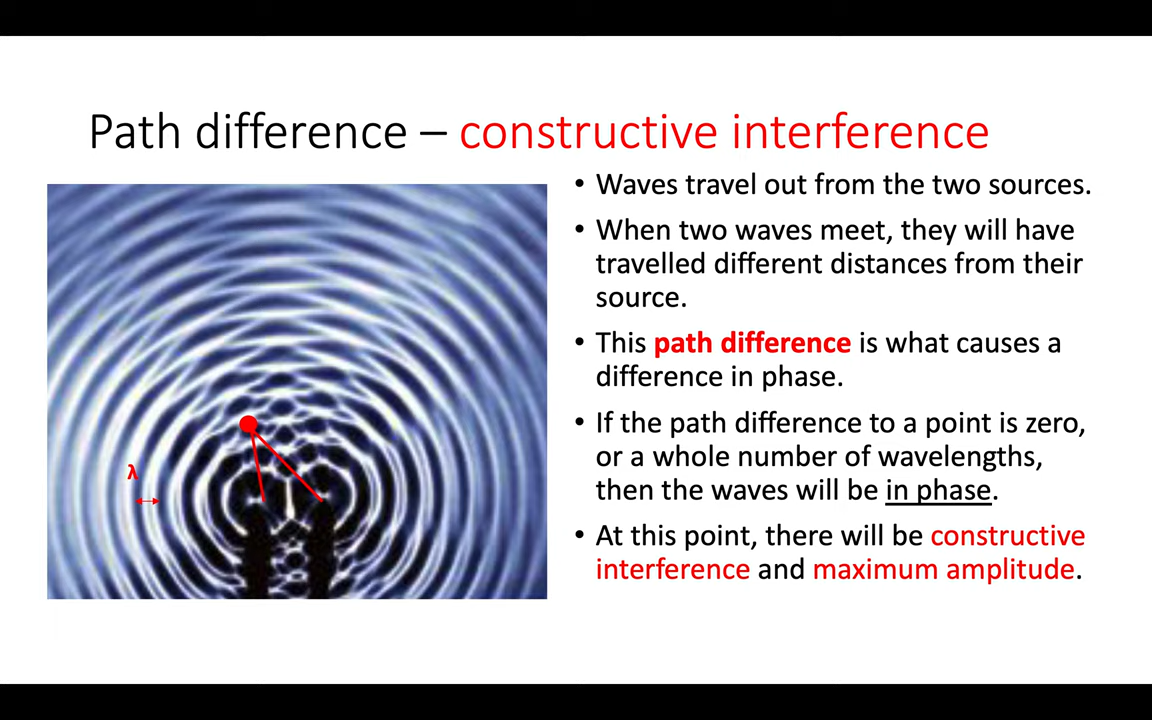 Path difference – constructive interference
• Waves travel out from the two sources.
• When two waves meet, they will have
travelled different distances from their
source.
• This path difference is what causes a
difference in phase.
• If the path difference to a point is zero,
or a whole number of wavelengths,
then the waves will be in phase.
• At this point, there will be constructive
interference and maximum amplitude.
λ